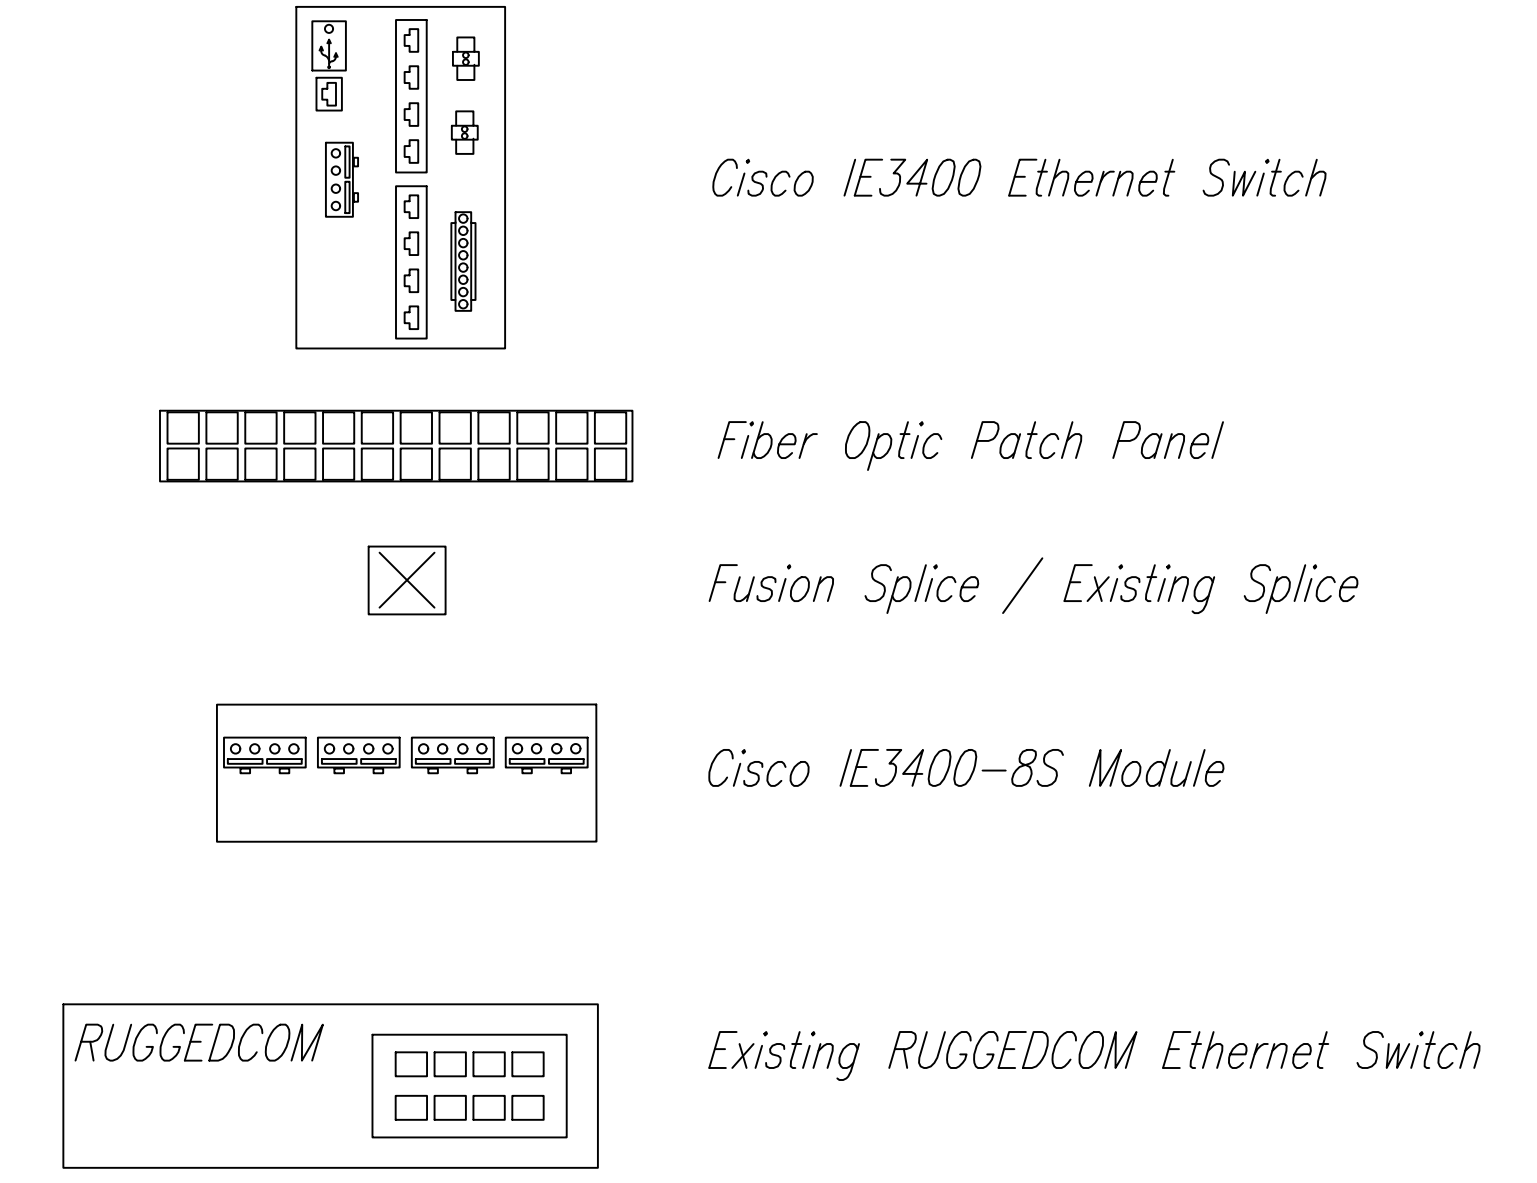 Cisco IE3400 Ethernet Switch
Fiber Optic Patch Panel
Fusion Splice / Existing Splice
Cisco IE3400-8S Module
RUGGEDCOM
Existing RUGGEDCOM Ethernet Switch